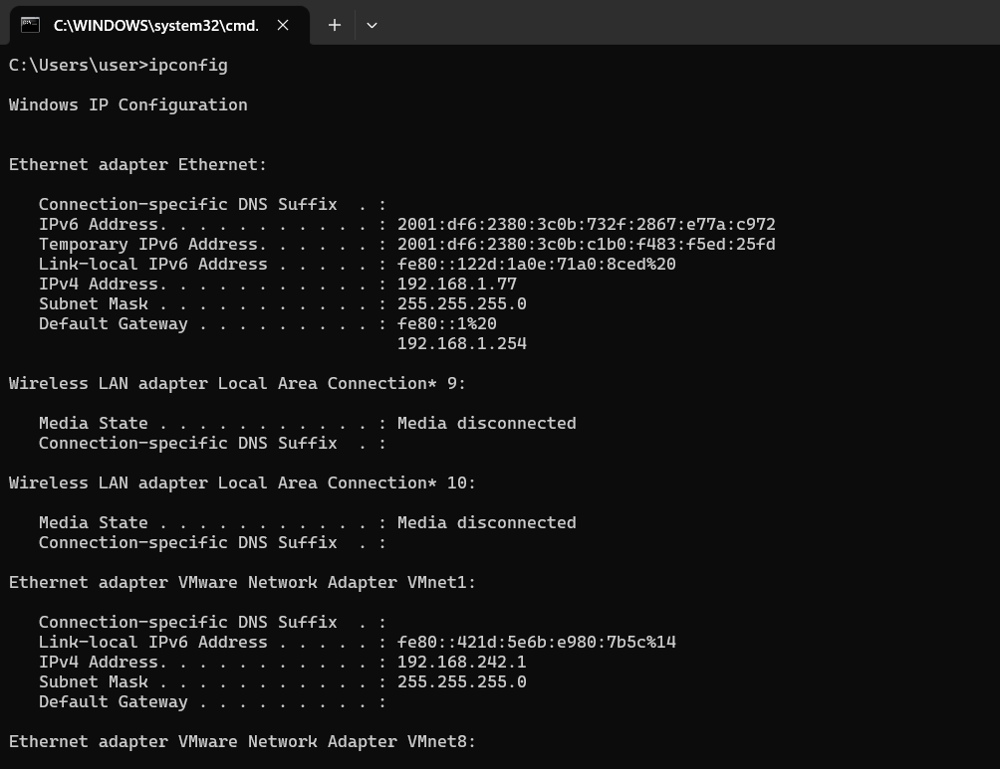 C:\WINDOWS\system32\cmd.
C:\Users\user>ipconfig
Windows IP Configuration
Ethernet adapter Ethernet:
   Connection-specific DNS Suffix  . :
   IPv6 Address. . . . . . . . . . . : 2001:df6:2380:3c0b:732f:2867:e77a:c972
   Temporary IPv6 Address. . . . . . : 2001:df6:2380:3c0b:c1b0:f483:f5ed:25fd
   Link-local IPv6 Address . . . . . : fe80::122d:1a0e:71a0:8ced%20
   IPv4 Address. . . . . . . . . . . : 192.168.1.77
   Subnet Mask . . . . . . . . . . . : 255.255.255.0
   Default Gateway . . . . . . . . . : fe80::1%20
                                       192.168.1.254
Wireless LAN adapter Local Area Connection* 9:
   Media State . . . . . . . . . . . : Media disconnected
   Connection-specific DNS Suffix  . :
Wireless LAN adapter Local Area Connection* 10:
   Media State . . . . . . . . . . . : Media disconnected
   Connection-specific DNS Suffix  . :
Ethernet adapter VMware Network Adapter VMnet1:
   Connection-specific DNS Suffix  . :
   Link-local IPv6 Address . . . . . : fe80::421d:5e6b:e980:7b5c%14
   IPv4 Address. . . . . . . . . . . : 192.168.242.1
   Subnet Mask . . . . . . . . . . . : 255.255.255.0
   Default Gateway . . . . . . . . . :
Ethernet adapter VMware Network Adapter VMnet8: